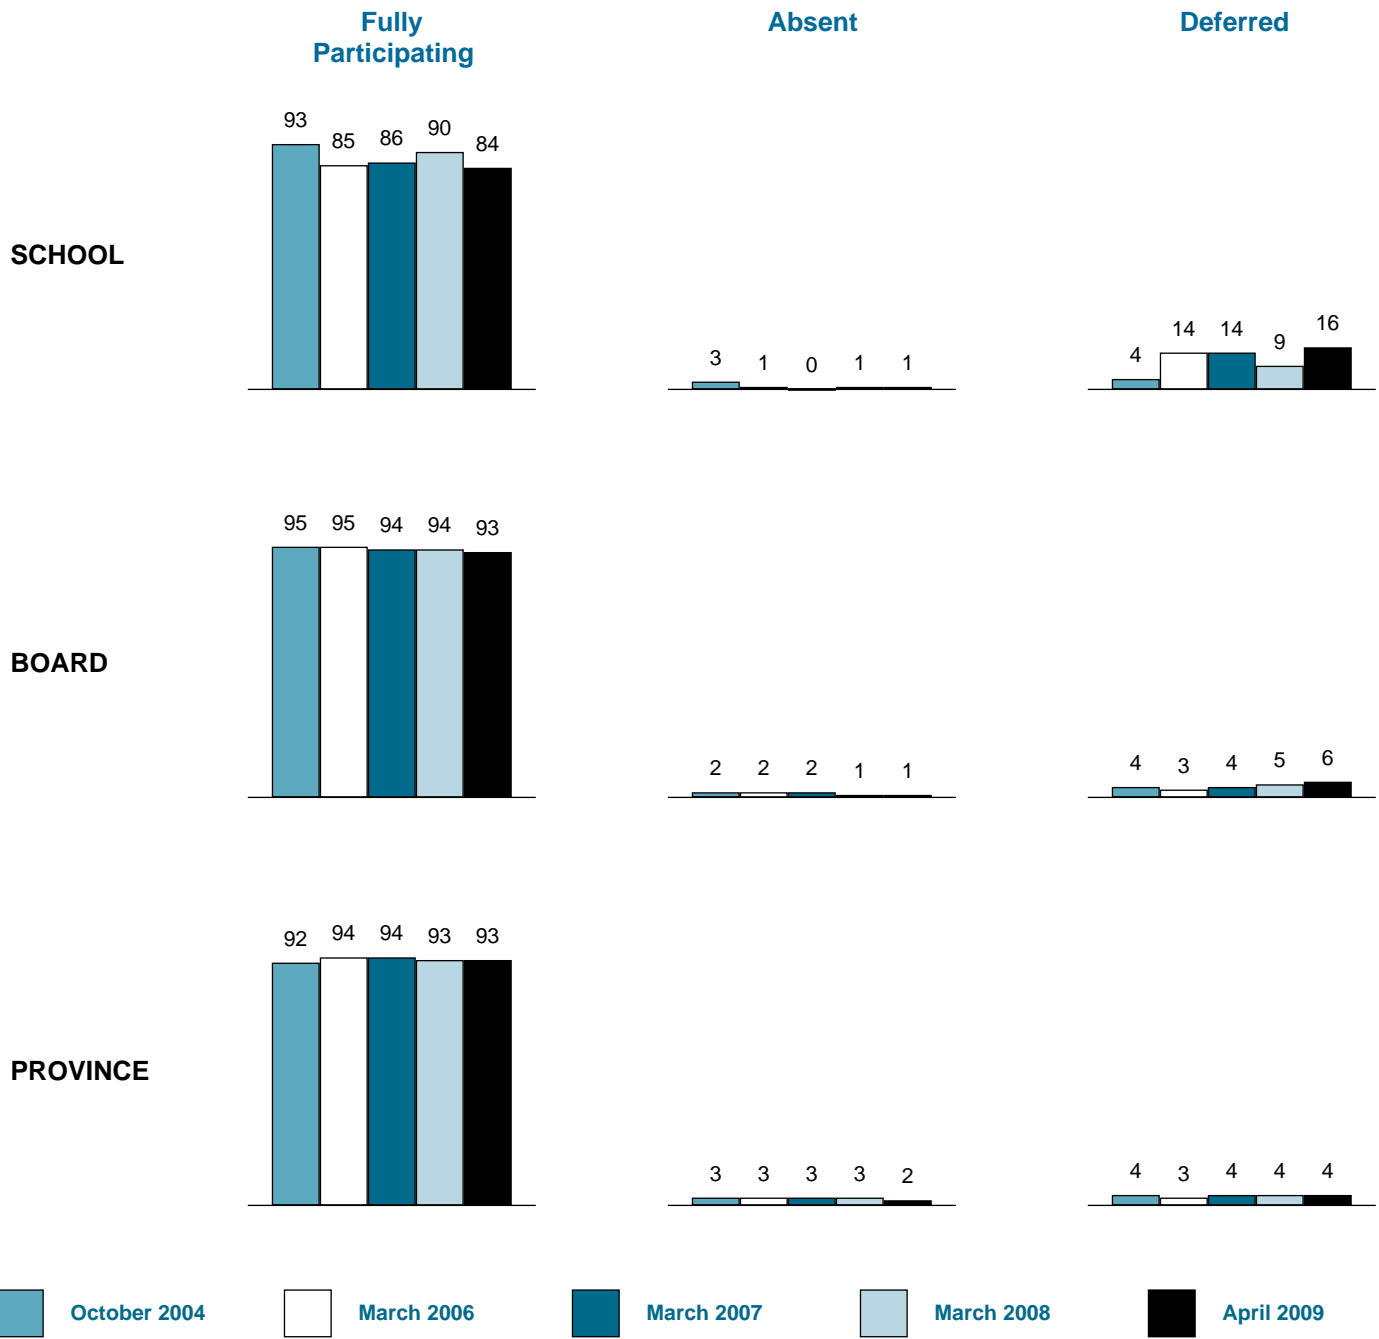 Fully
Participating
Absent
Deferred
SCHOOL
93 85 86 90 84
3 1 0 1 1
4 14 14 9 16
BOARD
95 95 94 94 93
2 2 2 1 1
4 3 4 5 6
PROVINCE
92 94 94 93 93
3 3 3 3 2
4 3 4 4 4
October 2004 March 2006 March 2007 March 2008 April 2009